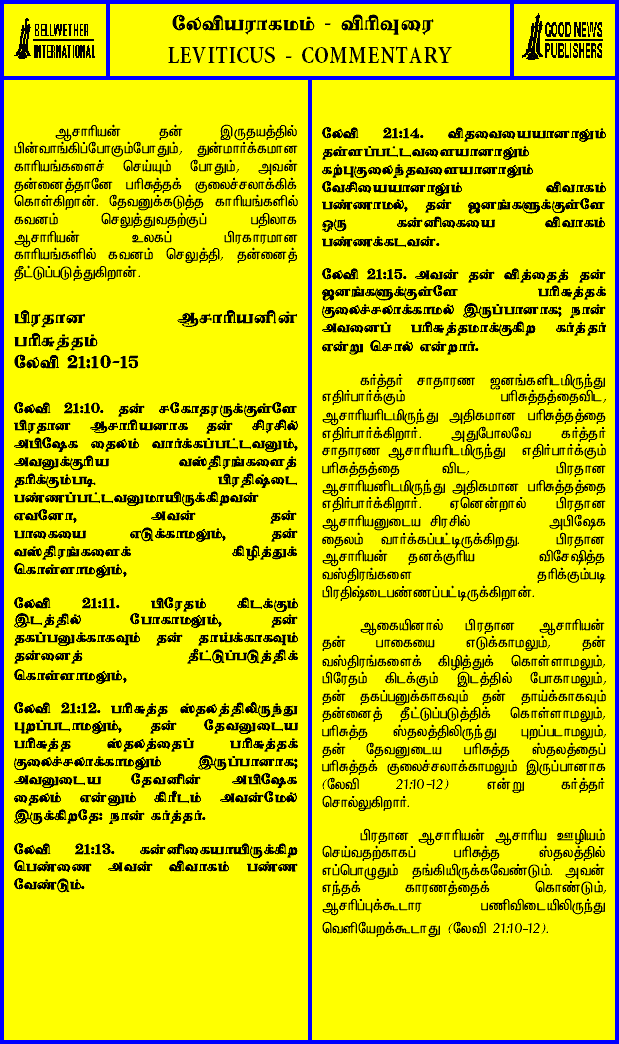 BELLWETHER
INTERNATIONAL
லேவியராகமம் - விரிவுரை
LEVITICUS - COMMENTARY
GOOD NEWS
PUBLISHERS
ஆசாரியன் தன் இருதயத்தில்
பின்வாங்கிப்போகும்போதும், துன்மார்க்கமான
காரியங்களைச் செய்யும் போதும், அவன்
தன்னைத்தானே பரிசுத்தக் குலைச்சலாக்கிக்
கொள்கிறான். தேவனுக்கடுத்த காரியங்களில்
கவனம் செலுத்துவதற்குப் பதிலாக
ஆசாரியன் உலகப் பிரகாரமான
காரியங்களில் கவனம் செலுத்தி, தன்னைத்
தீட்டுப்படுத்துகிறான்.
பிரதான ஆசாரியனின்
பரிசுத்தம்
லேவி 21:10-15
லேவி 21:10. தன் சகோதரருக்குள்ளே
பிரதான ஆசாரியனாக தன் சிரசில்
அபிஷேக தைலம் வார்க்கப்பட்டவனும்,
அவனுக்குரிய வஸ்திரங்களைத்
தரிக்கும்படி. பிரதிஷ்டை
பண்ணப்பட்டவனுமாயிருக்கிறவன்
எவனோ, அவன் தன்
பாகையை எடுக்காமலும், தன்
வஸ்திரங்களைக் கிழித்துக்
கொள்ளாமலும்,
லேவி 21:11. பிரேதம் கிடக்கும்
இடத்தில் போகாமலும், தன்
தகப்பனுக்காகவும் தன் தாய்க்காகவும்
தன்னைத் தீட்டுப்படுத்திக்
கொள்ளாமலும்,
லேவி 21:12. பரிசுத்த ஸ்தலத்திலிருந்து
புறப்படாமலும், தன் தேவனுடைய
பரிசுத்த ஸ்தலத்தைப் பரிசுத்தக்
குலைச்சலாக்காமலும் இருப்பானாக;
அவனுடைய தேவனின் அபிஷேக
தைலம் என்னும் கிரீடம் அவன்மேல்
இருக்கிறதே: நான் கர்த்தர்.
லேவி 21:13. கன்னிகையாயிருக்கிற
பெண்ணை அவன் விவாகம் பண்ண
வேண்டும்.
லேவி 21:14. விதவையையானாலும்
தள்ளப்பட்டவளையானாலும்
கற்புகுலைந்தவளையானாலும்
வேசியையானாலும் விவாகம்
பண்ணாமல், தன் ஜனங்களுக்குள்ளே
ஒரு கன்னிகையை விவாகம்
பண்ணக்கடவன்.
லேவி 21:15. அவன் தன் வித்தைத் தன்
ஜனங்களுக்குள்ளே பரிசுத்தக்
குலைச்சலாக்காமல் இருப்பானாக; நான்
அவனைப் பரிசுத்தமாக்குகிற கர்த்தர்
என்று சொல் என்றார்.
கர்த்தர் சாதாரண ஜனங்களிடமிருந்து
எதிர்பார்க்கும் பரிசுத்தத்தைவிட,
ஆசாரியரிடமிருந்து அதிகமான பரிசுத்தத்தை
எதிர்பார்க்கிறார். அதுபோலவே கர்த்தர்
சாதாரண ஆசாரியரிடமிருந்து எதிர்பார்க்கும்
பரிசுத்தத்தை விட, பிரதான
ஆசாரியனிடமிருந்து அதிகமான பரிசுத்தத்தை
எதிர்பார்க்கிறார். ஏனென்றால் பிரதான
ஆசாரியனுடைய சிரசில் அபிஷேக
தைலம் வார்க்கப்பட்டிருக்கிறது. பிரதான
ஆசாரியன் தனக்குரிய விசேஷித்த
வஸ்திரங்களை தரிக்கும்படி
பிரதிஷ்டைபண்ணப்பட்டிருக்கிறான்.
ஆகையினால் பிரதான ஆசாரியன்
தன் பாகையை எடுக்காமலும், தன்
வஸ்திரங்களைக் கிழித்துக் கொள்ளாமலும்,
பிரேதம் கிடக்கும் இடத்தில் போகாமலும்,
தன் தகப்பனுக்காகவும் தன் தாய்க்காகவும்
தன்னைத் தீட்டுப்படுத்திக் கொள்ளாமலும்,
பரிசுத்த ஸ்தலத்திலிருந்து புறப்படாமலும்,
தன் தேவனுடைய பரிசுத்த ஸ்தலத்தைப்
பரிசுத்தக் குலைச்சலாக்காமலும் இருப்பானாக
(லேவி 21:10-12) என்று கர்த்தர்
சொல்லுகிறார்.
பிரதான ஆசாரியன் ஆசாரிய ஊழியம்
செய்வதற்காகப் பரிசுத்த ஸ்தலத்தில்
எப்பொழுதும் தங்கியிருக்கவேண்டும். அவன்
எந்தக் காரணத்தைக் கொண்டும்,
ஆசரிப்புக்கூடார பணிவிடையிலிருந்து
வெளியேறக்கூடாது (லேவி 21:10-12).